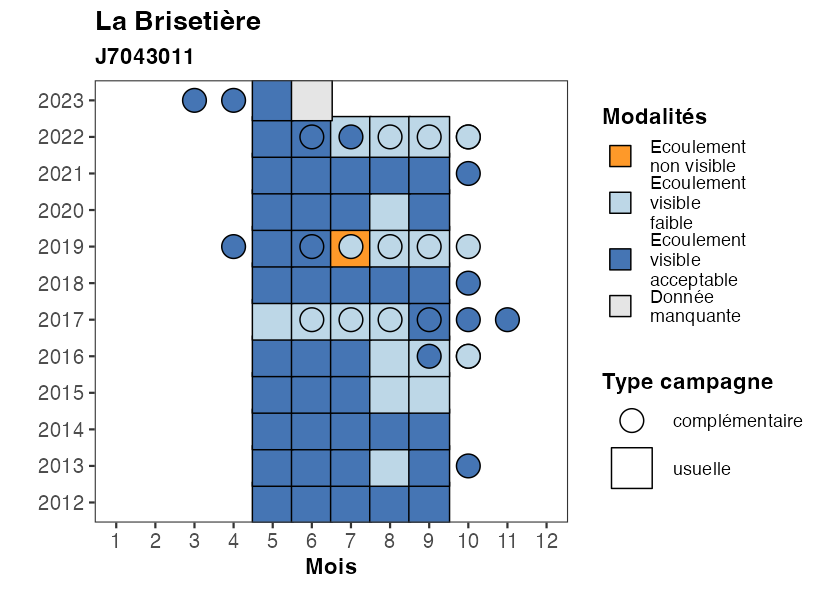 La Brisetière
J7043011
2023
2022
2021
2020
2019
2018
2017
2016
2015
2014
2013
2012
1 2 3 4 5 6 7 8 9 10 11 12
Mois
Modalités
Ecoulement
non visible
Ecoulement
visible
faible
Ecoulement
visible
acceptable
Donnée
manquante
Type campagne
complémentaire
usuelle